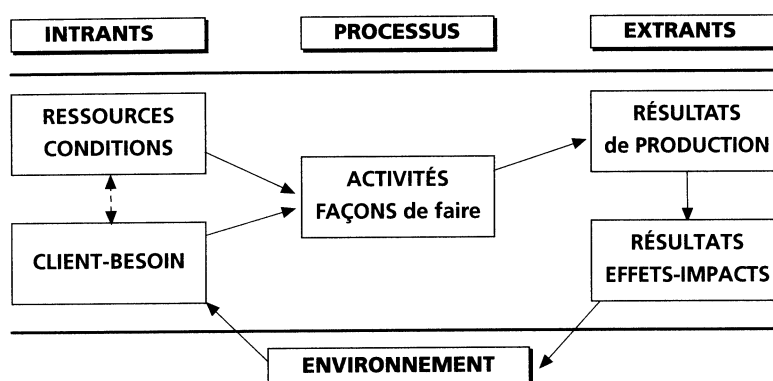 INTRANTS
PROCESSUS
EXTRANTS
RESSOURCES
CONDITIONS
ACTIVITÉS
FAÇONS de faire
RÉSULTATS
de PRODUCTION
CLIENT-BESOIN
RÉSULTATS
EFFETS-IMPACTS
ENVIRONNEMENT